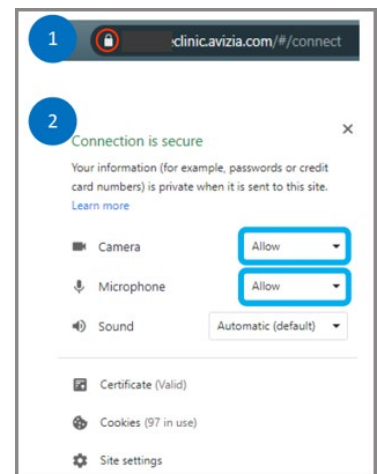 1
clinic.avizia.com/#/connect
2
Connection is secure
Your information (for example, passwords or credit
card numbers) is private when it is sent to this site.
Learn more
Camera Allow
Microphone Allow
Sound Automatic (default)
Certificate (Valid)
Cookies (97 in use)
Site settings